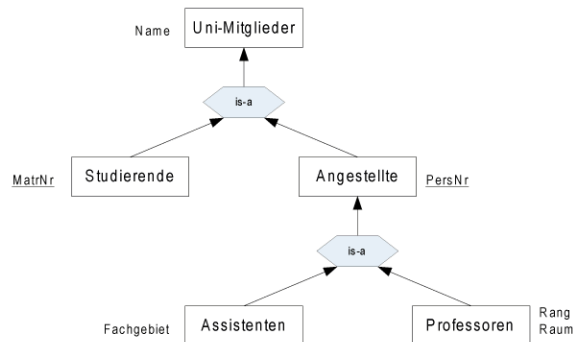 Name
Uni-Mitglieder
is-a
MatrNr
Studierende
Angestellte
PersNr
is-a
Fachgebiet
Assistenten
Professoren
Rang
Raum